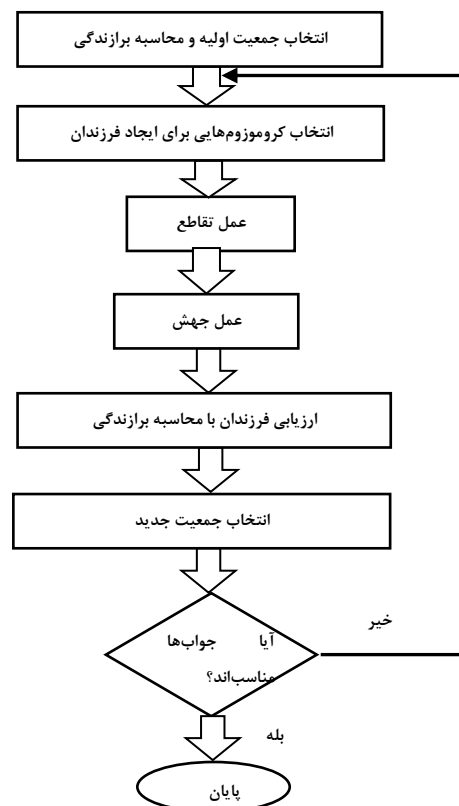 انتخاب جمعیت اولیه و محاسبه برازندگی
انتخاب کروموزوم‌هایی برای ایجاد فرزندان
عمل تقاطع
عمل جهش
ارزیابی فرزندان با محاسبه برازندگی
انتخاب جمعیت جدید
آیا جواب‌ها
مناسب‌اند؟
خیر
بله
پایان